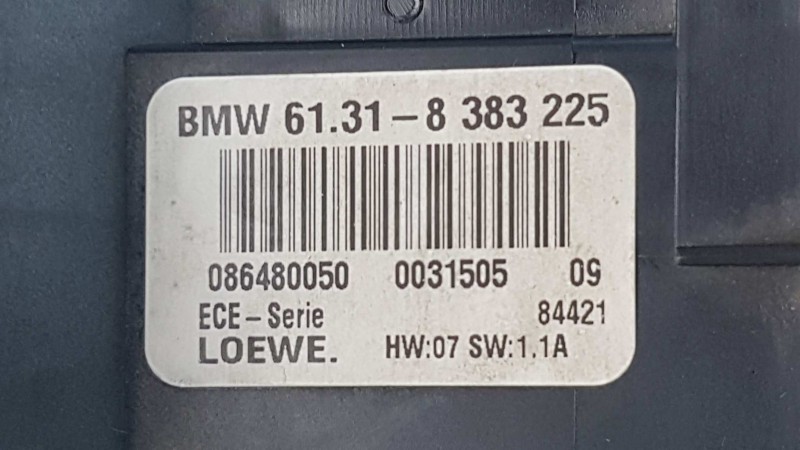 BMW 61.31 – 8 383 225
086480050 0031505 09
ECE – Serie 84421
LOEWE. HW:07 SW:1.1A